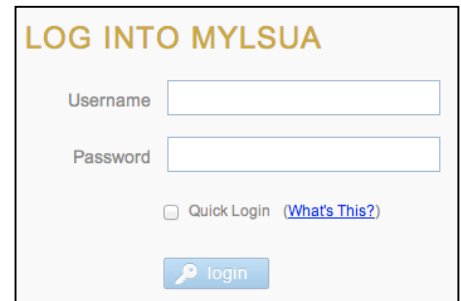 LOG INTO MYLSUA
Username
Password
Quick Login (What's This?)
login